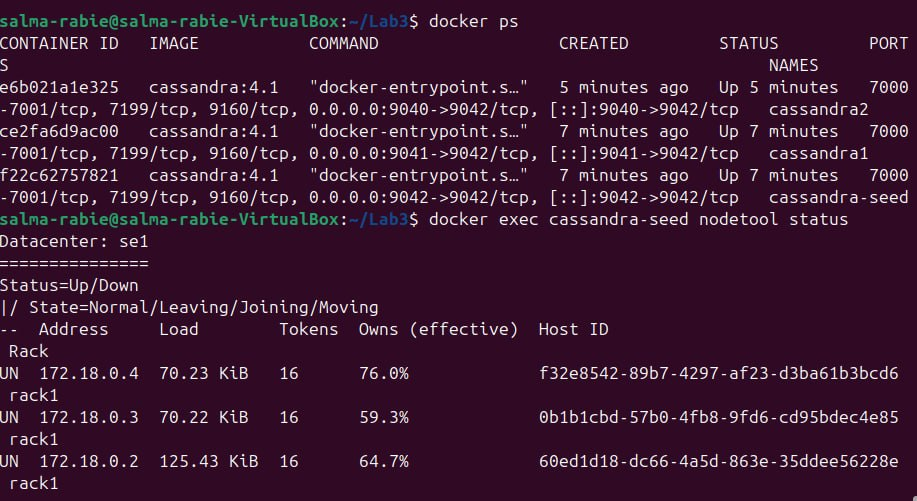 salma-rabie@salma-rabie-VirtualBox:~/Lab3$ docker ps
CONTAINER ID   IMAGE           COMMAND                  CREATED         STATUS         PORT
S                                                                            NAMES
e6b021a1e325   cassandra:4.1   "docker-entrypoint.s…"   5 minutes ago   Up 5 minutes   7000
-7001/tcp, 7199/tcp, 9160/tcp, 0.0.0.0:9040->9042/tcp, [::]:9040->9042/tcp   cassandra2
ce2fa6d9ac00   cassandra:4.1   "docker-entrypoint.s…"   7 minutes ago   Up 7 minutes   7000
-7001/tcp, 7199/tcp, 9160/tcp, 0.0.0.0:9041->9042/tcp, [::]:9041->9042/tcp   cassandra1
f22c62757821   cassandra:4.1   "docker-entrypoint.s…"   7 minutes ago   Up 7 minutes   7000
-7001/tcp, 7199/tcp, 9160/tcp, 0.0.0.0:9042->9042/tcp, [::]:9042->9042/tcp   cassandra-seed
salma-rabie@salma-rabie-VirtualBox:~/Lab3$ docker exec cassandra-seed nodetool status
Datacenter: se1
===============
Status=Up/Down
|/ State=Normal/Leaving/Joining/Moving
--  Address     Load        Tokens  Owns (effective)  Host ID
 Rack
UN  172.18.0.4  70.23 KiB   16      76.0%             f32e8542-89b7-4297-af23-d3ba61b3bcd6
 rack1
UN  172.18.0.3  70.22 KiB   16      59.3%             0b1b1cbd-57b0-4fb8-9fd6-cd95bdec4e85
 rack1
UN  172.18.0.2  125.43 KiB  16      64.7%             60ed1d18-dc66-4a5d-863e-35ddee56228e
 rack1